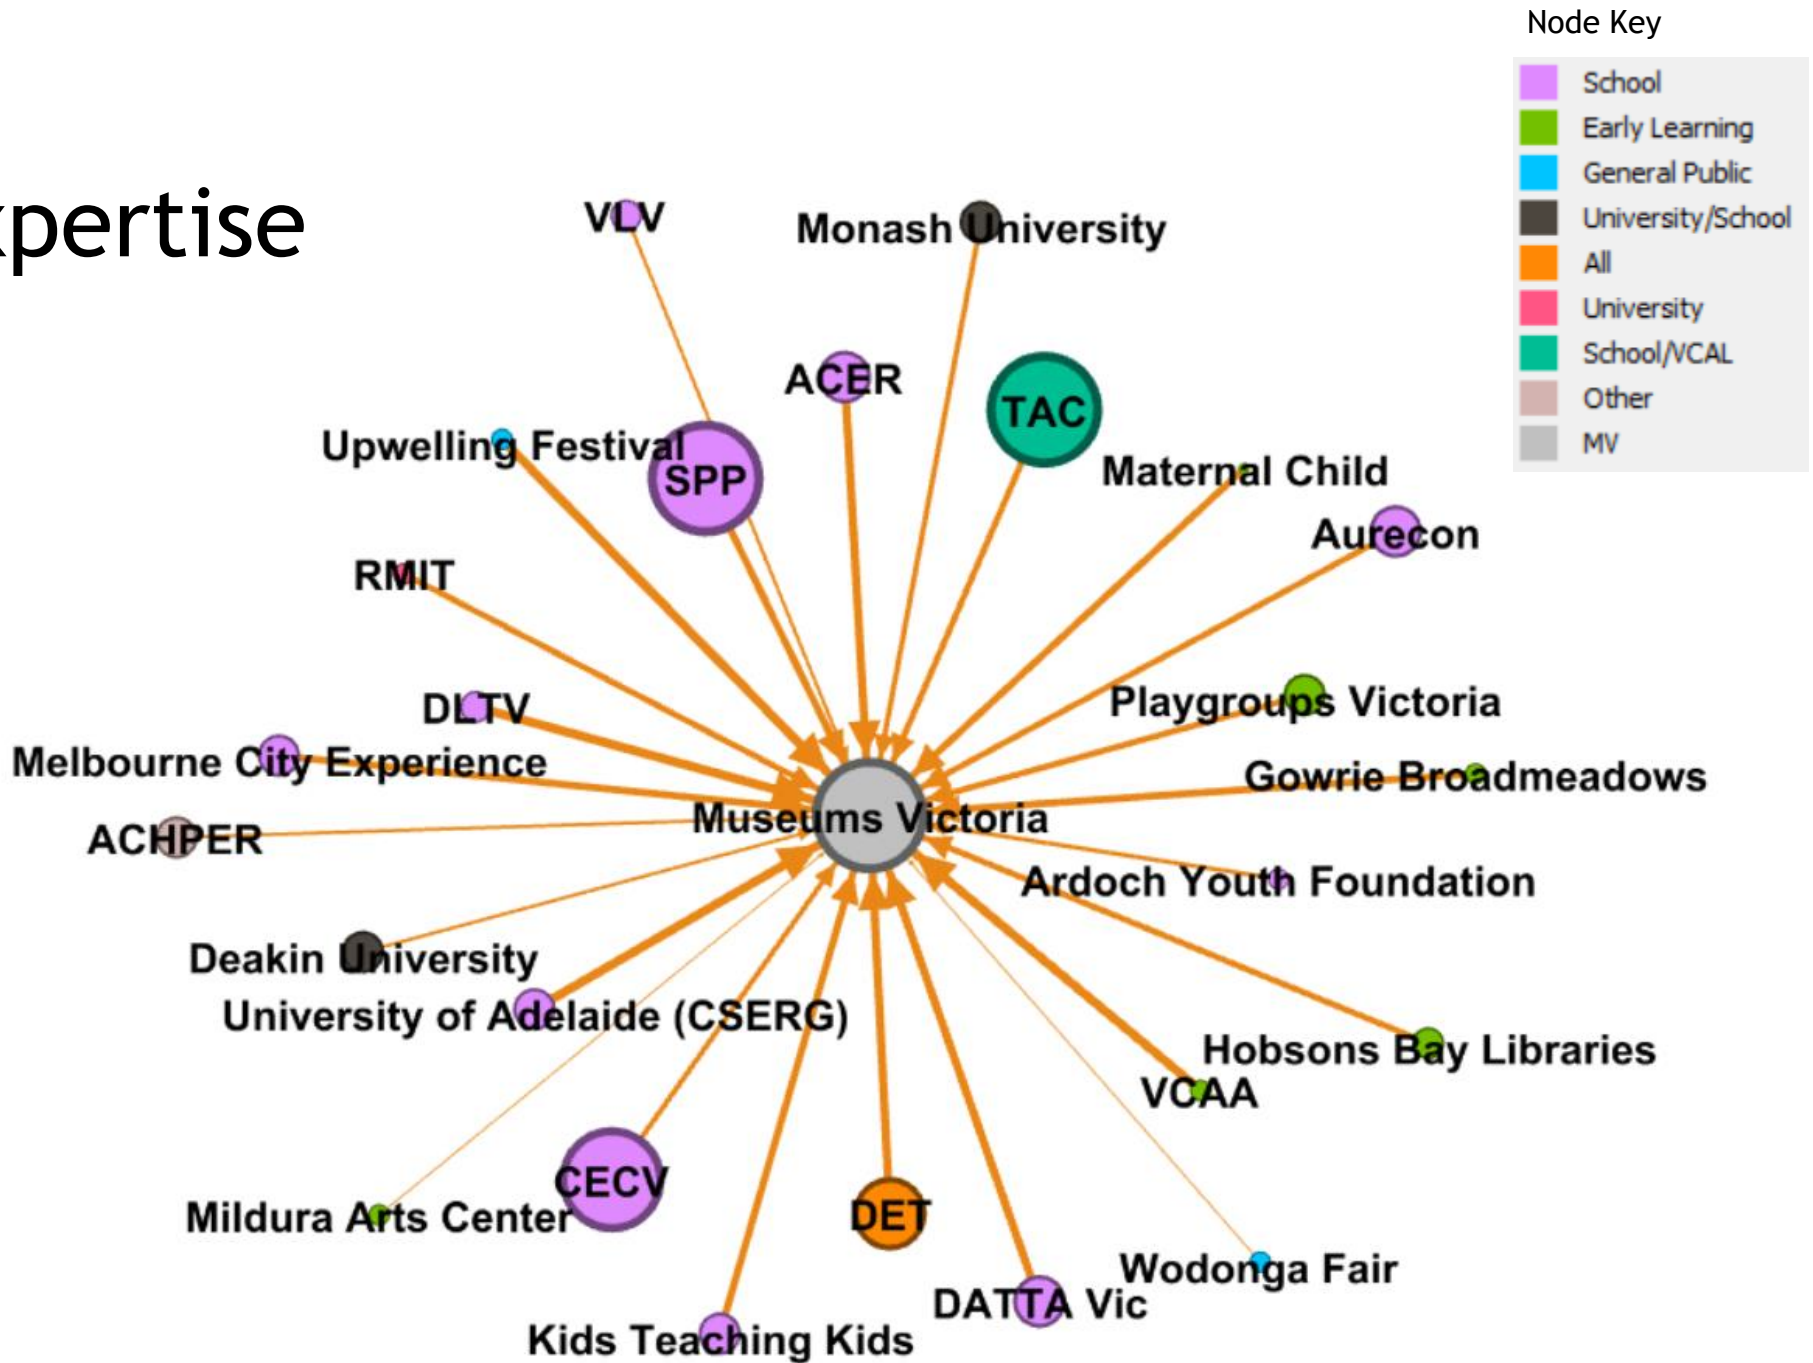 Node Key
School
Early Learning
General Public
University/School
All
University
School/VCAL
Other
MV
xpertise
VLV
Monash University
ACER
TAC
Upwelling Festival
SPP
Maternal Child
Aurecon
RMIT
DLTV
Playgroups Victoria
Melbourne City Experience
Gowrie Broadmeadows
Museums Victoria
ACHPER
Ardoch Youth Foundation
Deakin University
University of Adelaide (CSERG)
Hobsons Bay Libraries
VCAA
CECV
Mildura Arts Center
DET
Wodonga Fair
DATTA Vic
Kids Teaching Kids